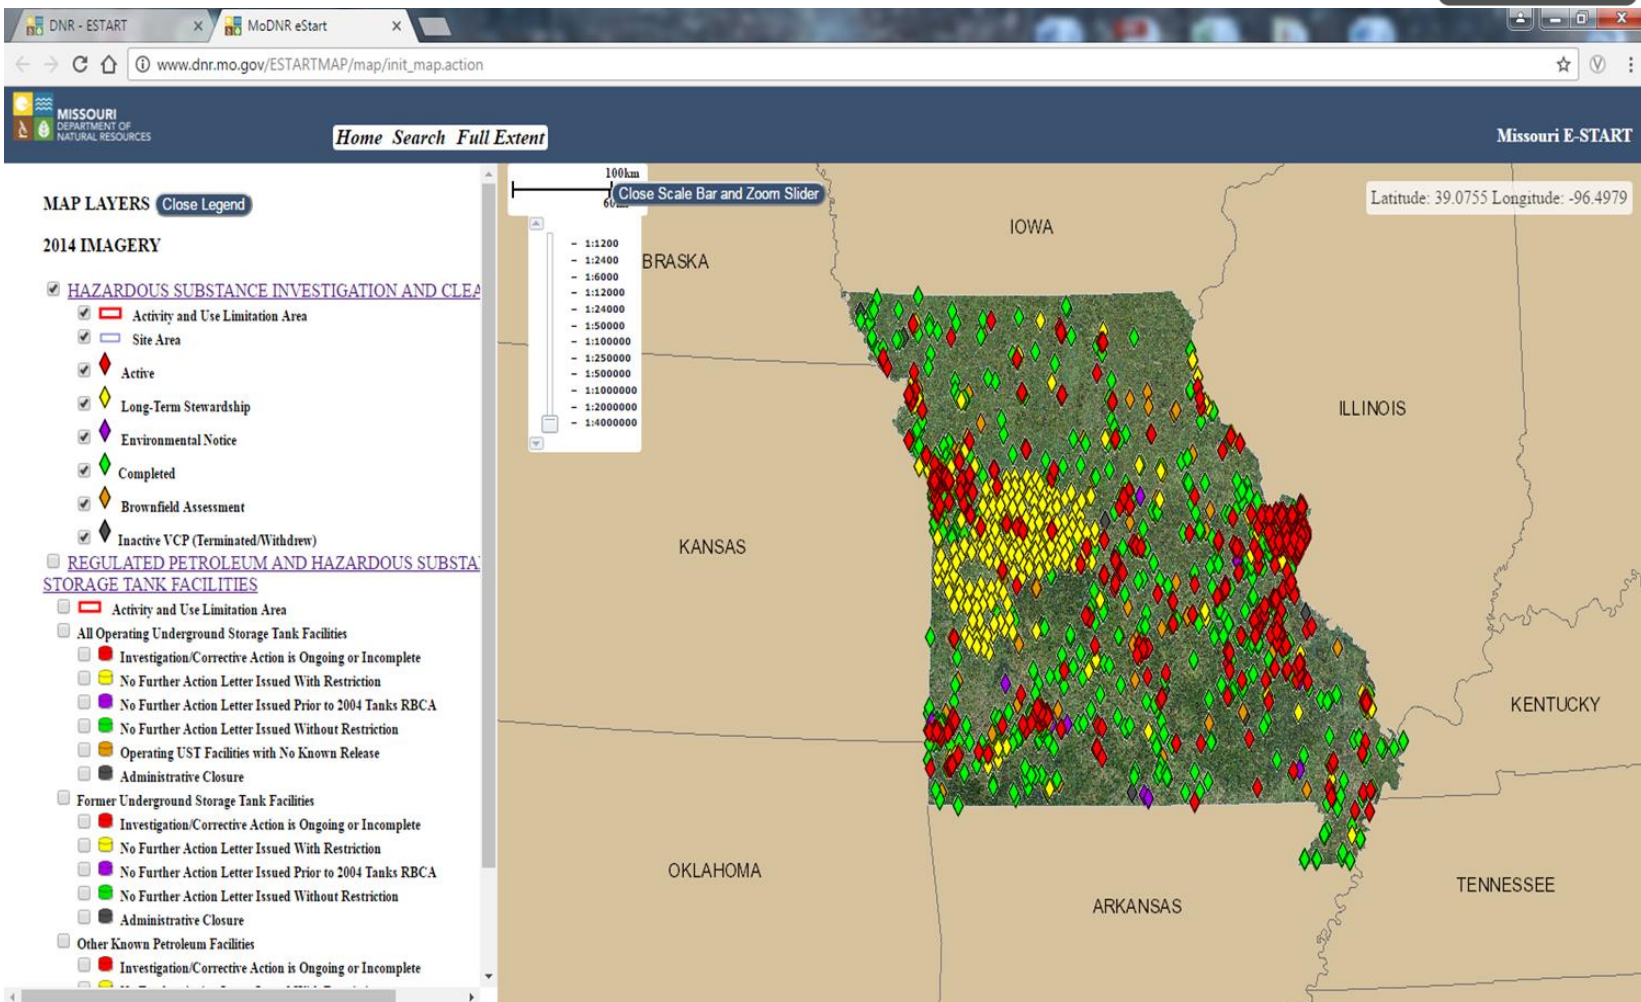 DNR - ESTART
MoDNR eStart
www.dnr.mo.gov/ESTARTMAP/map/init_map.action
MISSOURI
DEPARTMENT OF
NATURAL RESOURCES
Home Search Full Extent
Missouri E-START
MAP LAYERS Close Legend
2014 IMAGERY
HAZARDOUS SUBSTANCE INVESTIGATION AND CLEA
Activity and Use Limitation Area
Site Area
Active
Long-Term Stewardship
Environmental Notice
Completed
Brownfield Assessment
Inactive VCP (Terminated/Withdrew)
REGULATED PETROLEUM AND HAZARDOUS SUBSTA
STORAGE TANK FACILITIES
Activity and Use Limitation Area
All Operating Underground Storage Tank Facilities
Investigation/Corrective Action is Ongoing or Incomplete
No Further Action Letter Issued With Restriction
No Further Action Letter Issued Prior to 2004 Tanks RBCA
No Further Action Letter Issued Without Restriction
Operating UST Facilities with No Known Release
Administrative Closure
Former Underground Storage Tank Facilities
Investigation/Corrective Action is Ongoing or Incomplete
No Further Action Letter Issued With Restriction
No Further Action Letter Issued Prior to 2004 Tanks RBCA
No Further Action Letter Issued Without Restriction
Administrative Closure
Other Known Petroleum Facilities
Investigation/Corrective Action is Ongoing or Incomplete
100km
Close Scale Bar and Zoom Slider
1:1200
1:2400
1:6000
1:12000
1:24000
1:50000
1:100000
1:250000
1:500000
1:1000000
1:2000000
1:4000000
Latitude: 39.0755 Longitude: -96.4979
IOWA
BRASKA
ILLINOIS
KANSAS
KENTUCKY
OKLAHOMA
ARKANSAS
TENNESSEE